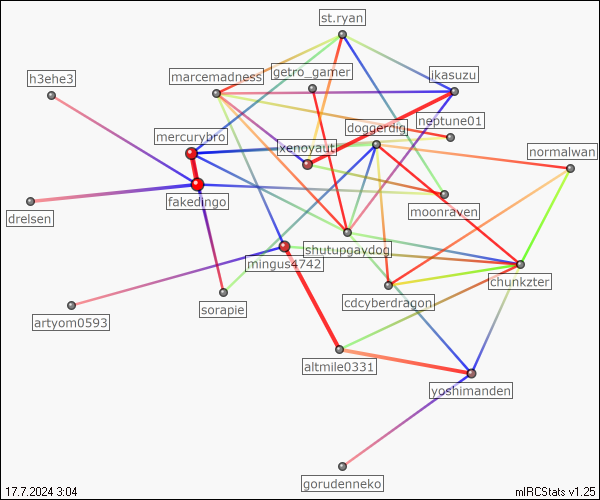 st.ryan
h3ehe3
marcemadness
getro_gamer
ikasuzu
neptune01
doggerdig
mercurybro
xenoyaut
normalwan
fakedingo
drelsen
moonraven
shutupgaydog
mingus4742
chunkzter
sorapie
cdcyberdragon
artyom0593
altmile0331
yoshimanden
gorudenneko
17.7.2024 3:04
mIRCStats v1.25